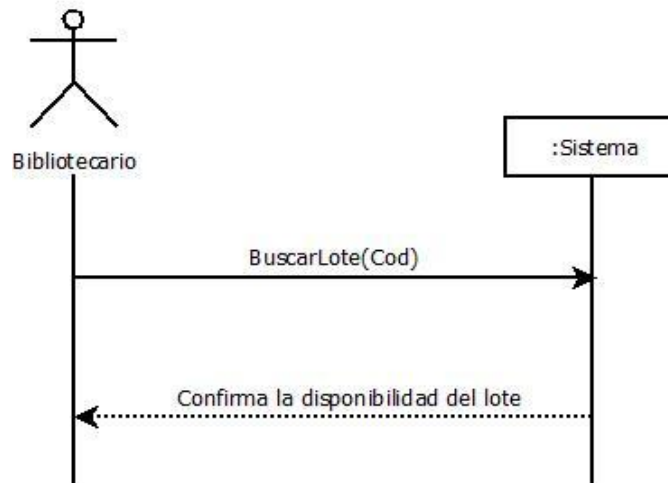 Bibliotecario
:Sistema
BuscarLote(Cod)
Confirma la disponibilidad del lote